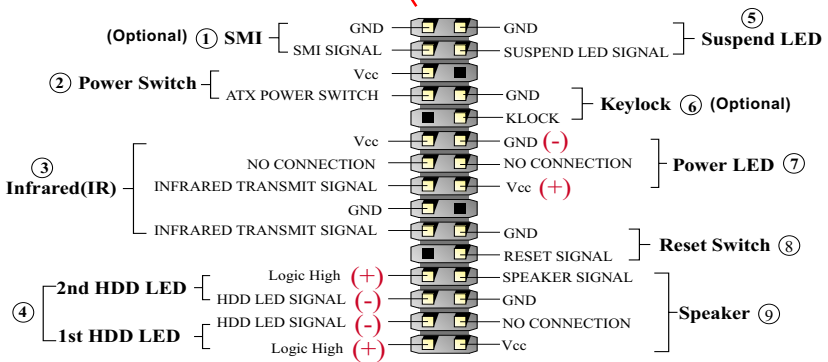 (Optional) ① SMI
GND
SMI SIGNAL
② Power Switch
Vcc
ATX POWER SWITCH
③
Infrared(IR)
Vcc
NO CONNECTION
INFRARED TRANSMIT SIGNAL
GND
INFRARED TRANSMIT SIGNAL
④
2nd HDD LED
Logic High (+)
HDD LED SIGNAL (-)
1st HDD LED
HDD LED SIGNAL (-)
Logic High (+)
GND
SUSPEND LED SIGNAL
⑤
Suspend LED
GND
KLOCK
Keylock ⑥ (Optional)
GND (-)
NO CONNECTION
Vcc (+)
Power LED ⑦
GND
RESET SIGNAL
Reset Switch ⑧
SPEAKER SIGNAL
GND
NO CONNECTION
Vcc
Speaker ⑨